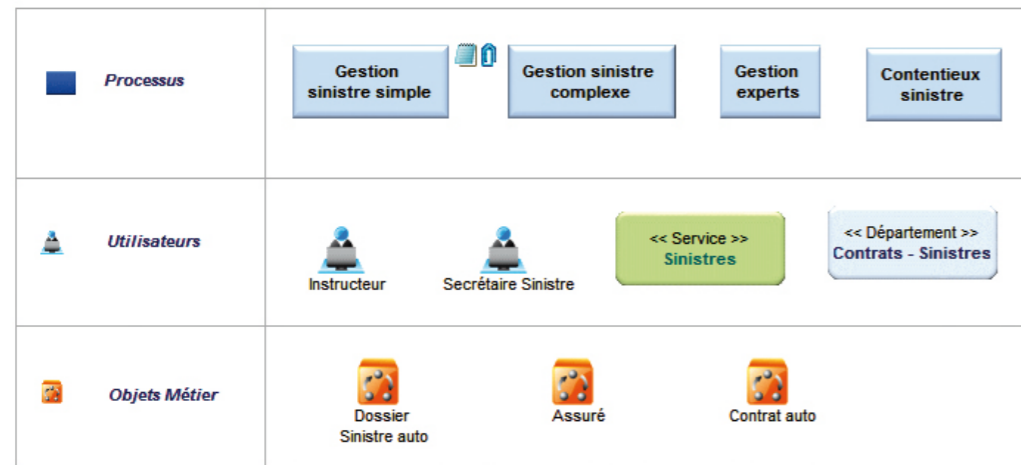 Processus
Gestion
sinistre simple
Gestion sinistre
complexe
Gestion
experts
Contentieux
sinistre
Utilisateurs
Instructeur
Secrétaire Sinistre
<< Service >>
Sinistres
<< Département >>
Contrats - Sinistres
Objets Métier
Dossier
Sinistre auto
Assuré
Contrat auto